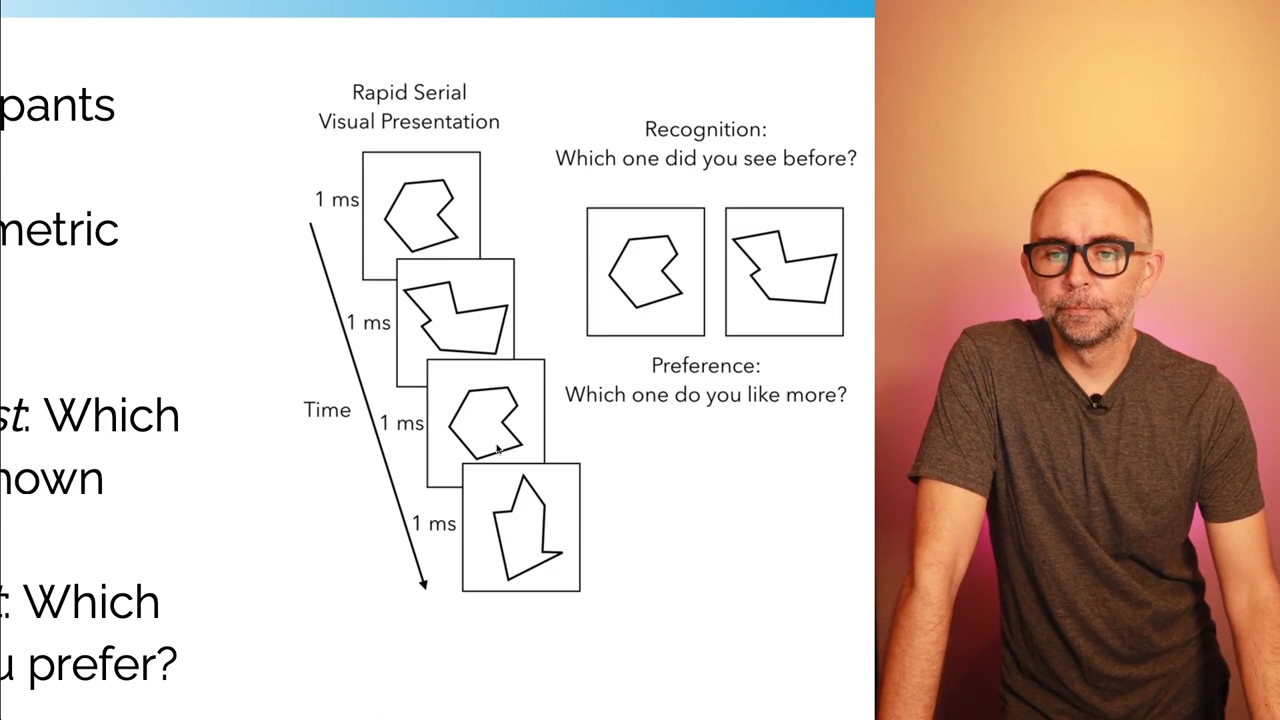 pants
metric
st: Which
nown
t: Which
u prefer?
Rapid Serial
Visual Presentation
1 ms
1 ms
Time
1 ms
1 ms
Recognition:
Which one did you see before?
Preference:
Which one do you like more?